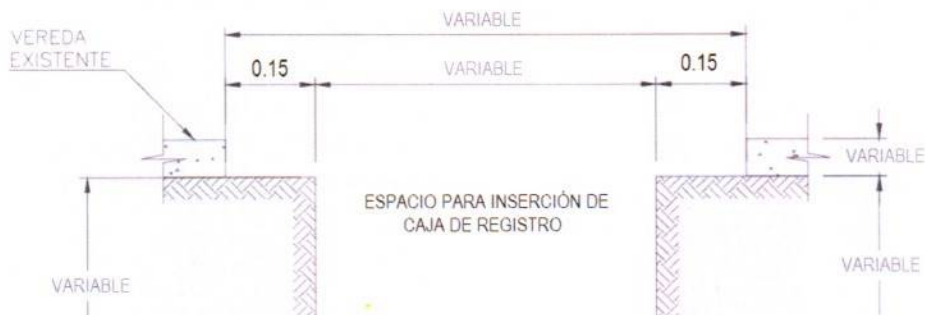 VARIABLE
VEREDA
EXISTENTE
0.15
VARIABLE
0.15
VARIABLE
ESPACIO PARA INSERCIÓN DE
CAJA DE REGISTRO
VARIABLE
VARIABLE